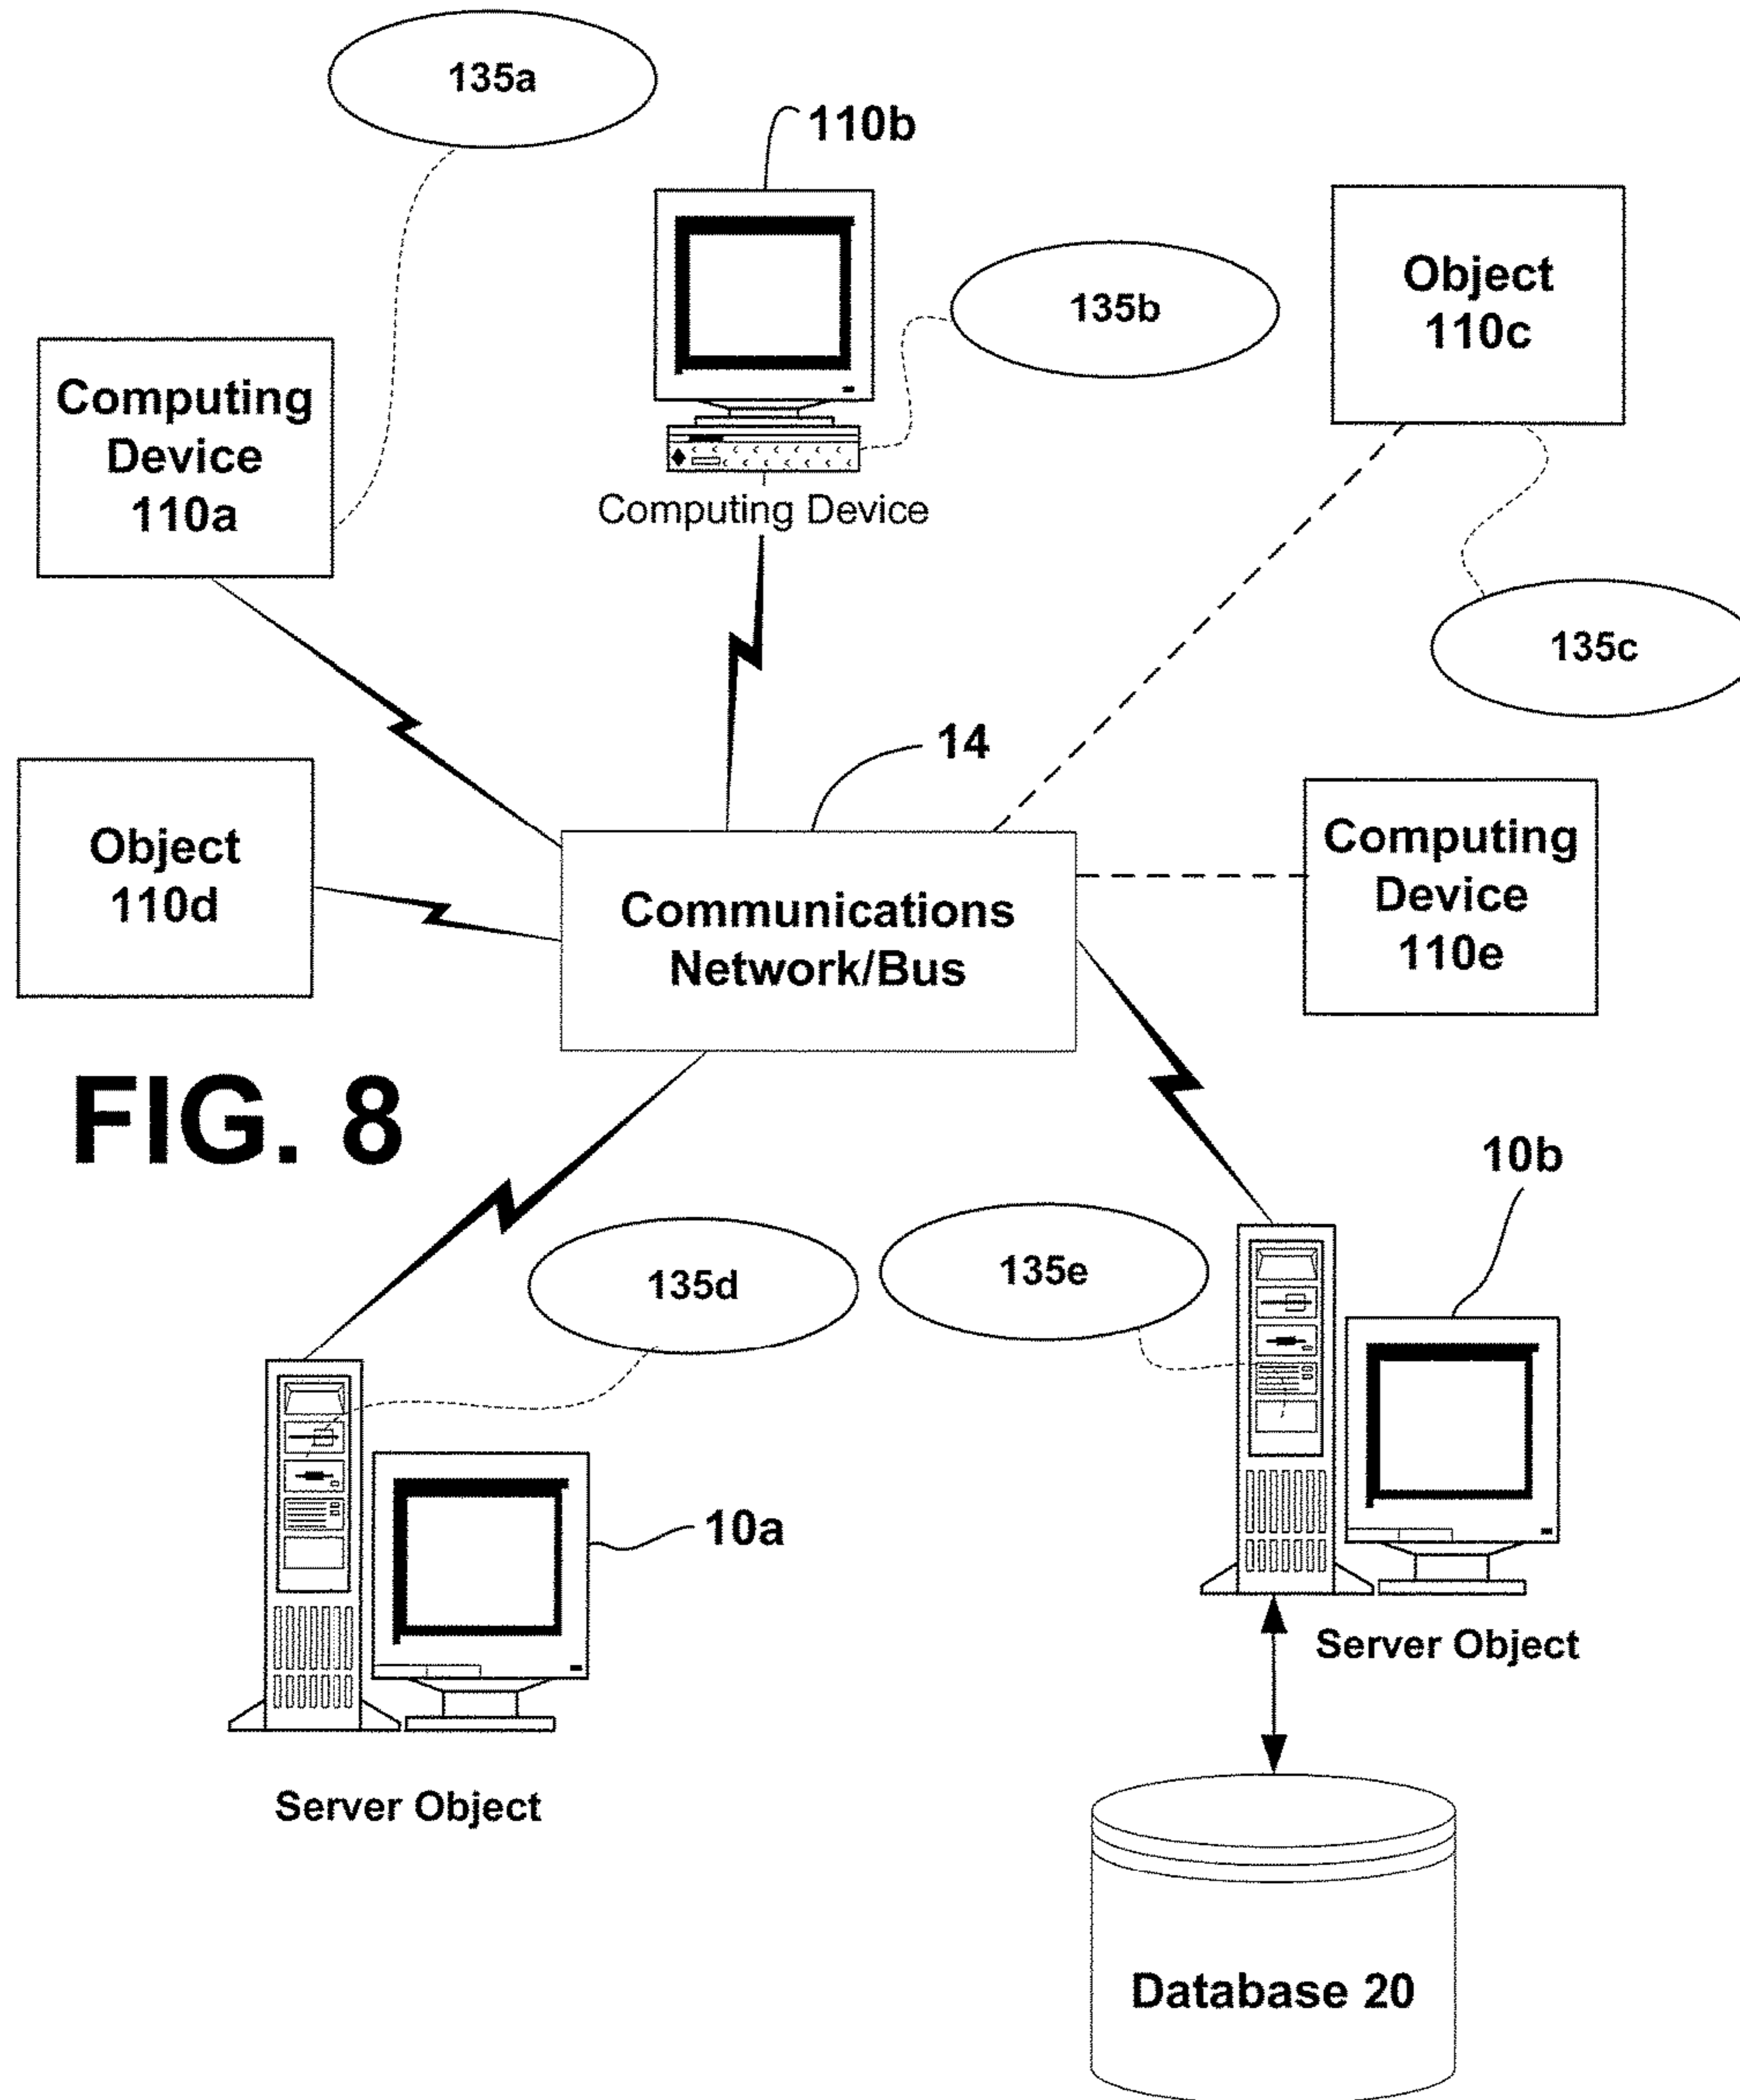 135a
110b
135b
Object
110c
Computing
Device
110a
Computing Device
135c
14
Object
110d
Communications
Network/Bus
Computing
Device
110e
FIG. 8
10b
135d
135e
10a
Server Object
Server Object
Database 20